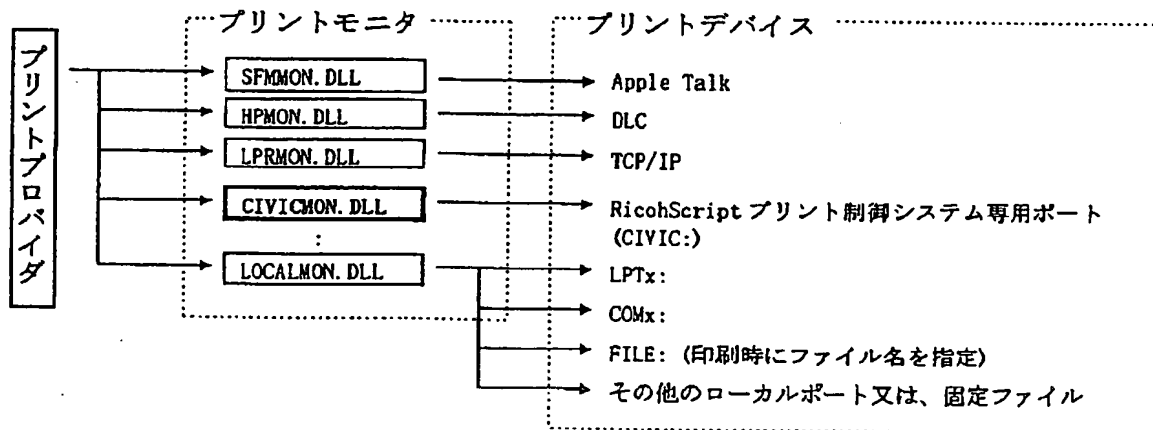 プリントプロバイダ
プリントモニタ
SFMMON.DLL
HPMON.DLL
LPRMON.DLL
CIVICMON.DLL
:
LOCALMON.DLL
プリントデバイス
Apple Talk
DLC
TCP/IP
RicohScript プリント制御システム専用ポート
(CIVIC:)
LPTx:
COMx:
FILE: (印刷時にファイル名を指定)
その他のローカルポート又は、固定ファイル